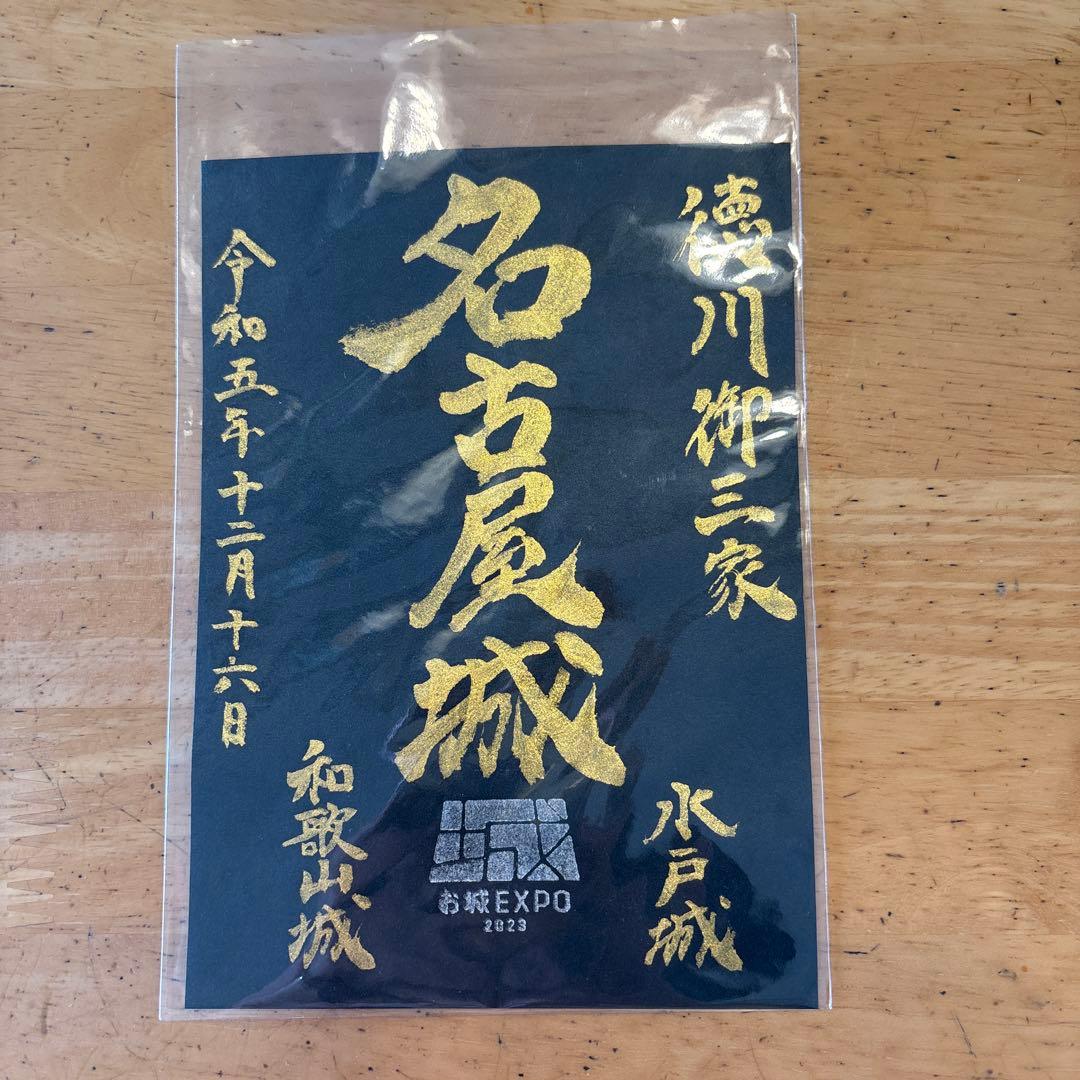 徳川御三家
名古屋城
令和五年十二月十六日
水戸城
和歌山城
城
お城EXPO
2023